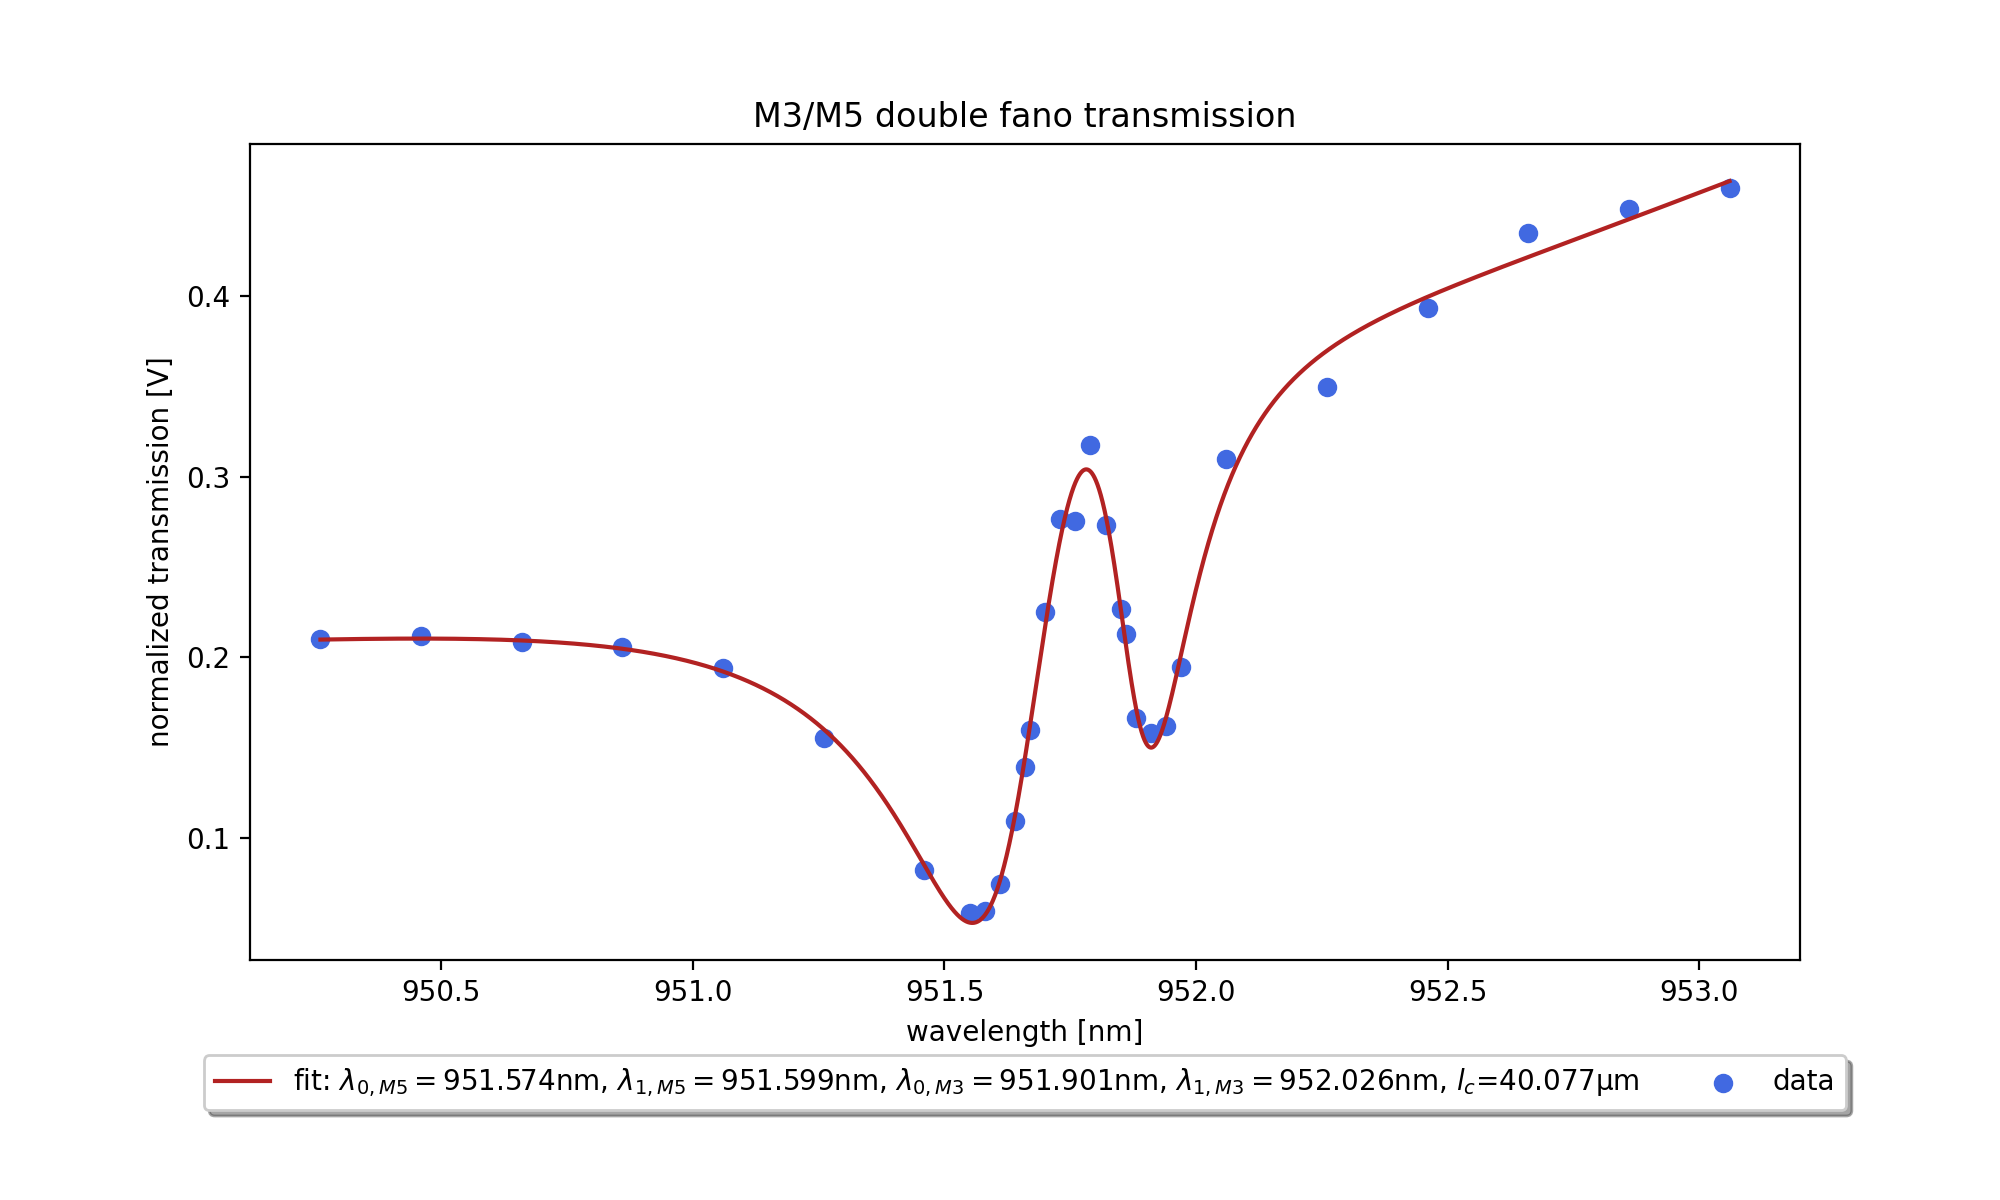 M3/M5 double fano transmission
normalized transmission [V]
0.4
0.3
0.2
0.1
950.5 951.0 951.5 952.0 952.5 953.0
wavelength [nm]
fit: λ₀,M5 = 951.574nm, λ₁,M5 = 951.599nm, λ₀,M3 = 951.901nm, λ₁,M3 = 952.026nm, l_c=40.077μm data